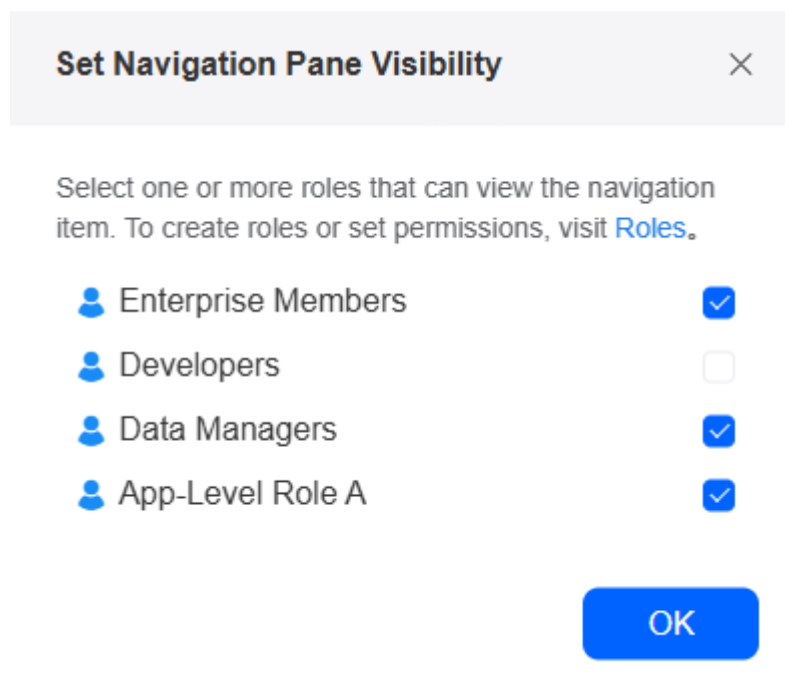 Set Navigation Pane Visibility
Select one or more roles that can view the navigation
item. To create roles or set permissions, visit Roles。
Enterprise Members
Developers
Data Managers
App-Level Role A
OK